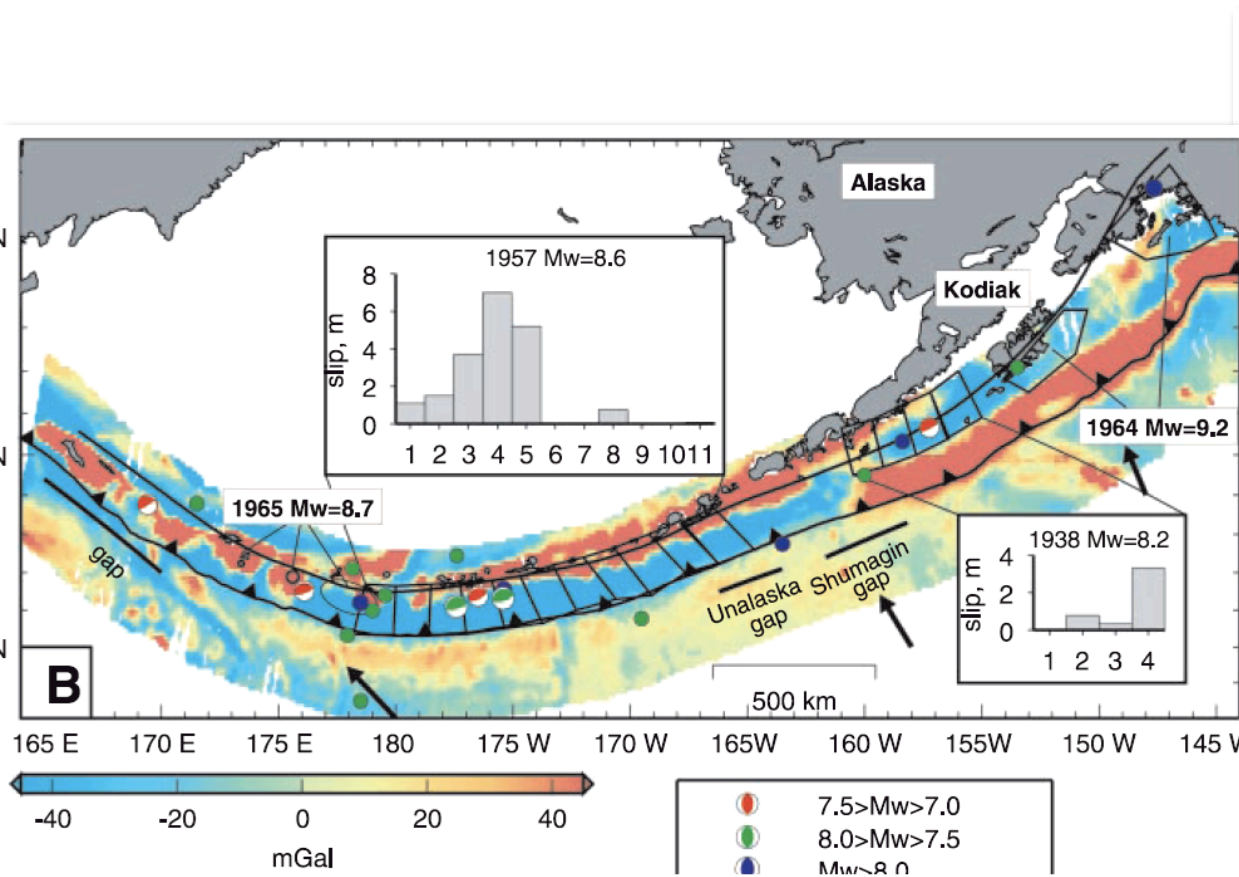 Alaska
N
1957 Mw=8.6
8
6
4
2
0
slip, m
1 2 3 4 5 6 7 8 9 10 11
Kodiak
1964 Mw=9.2
N
1965 Mw=8.7
gap
1938 Mw=8.2
4
2
0
slip, m
1 2 3 4
Unalaska
gap
Shumagin
gap
N
B
500 km
165 E 170 E 175 E 180 175 W 170 W 165W 160 W 155W 150 W 145 W
-40 -20 0 20 40
mGal
7.5>Mw>7.0
8.0>Mw>7.5
Mw>8.0